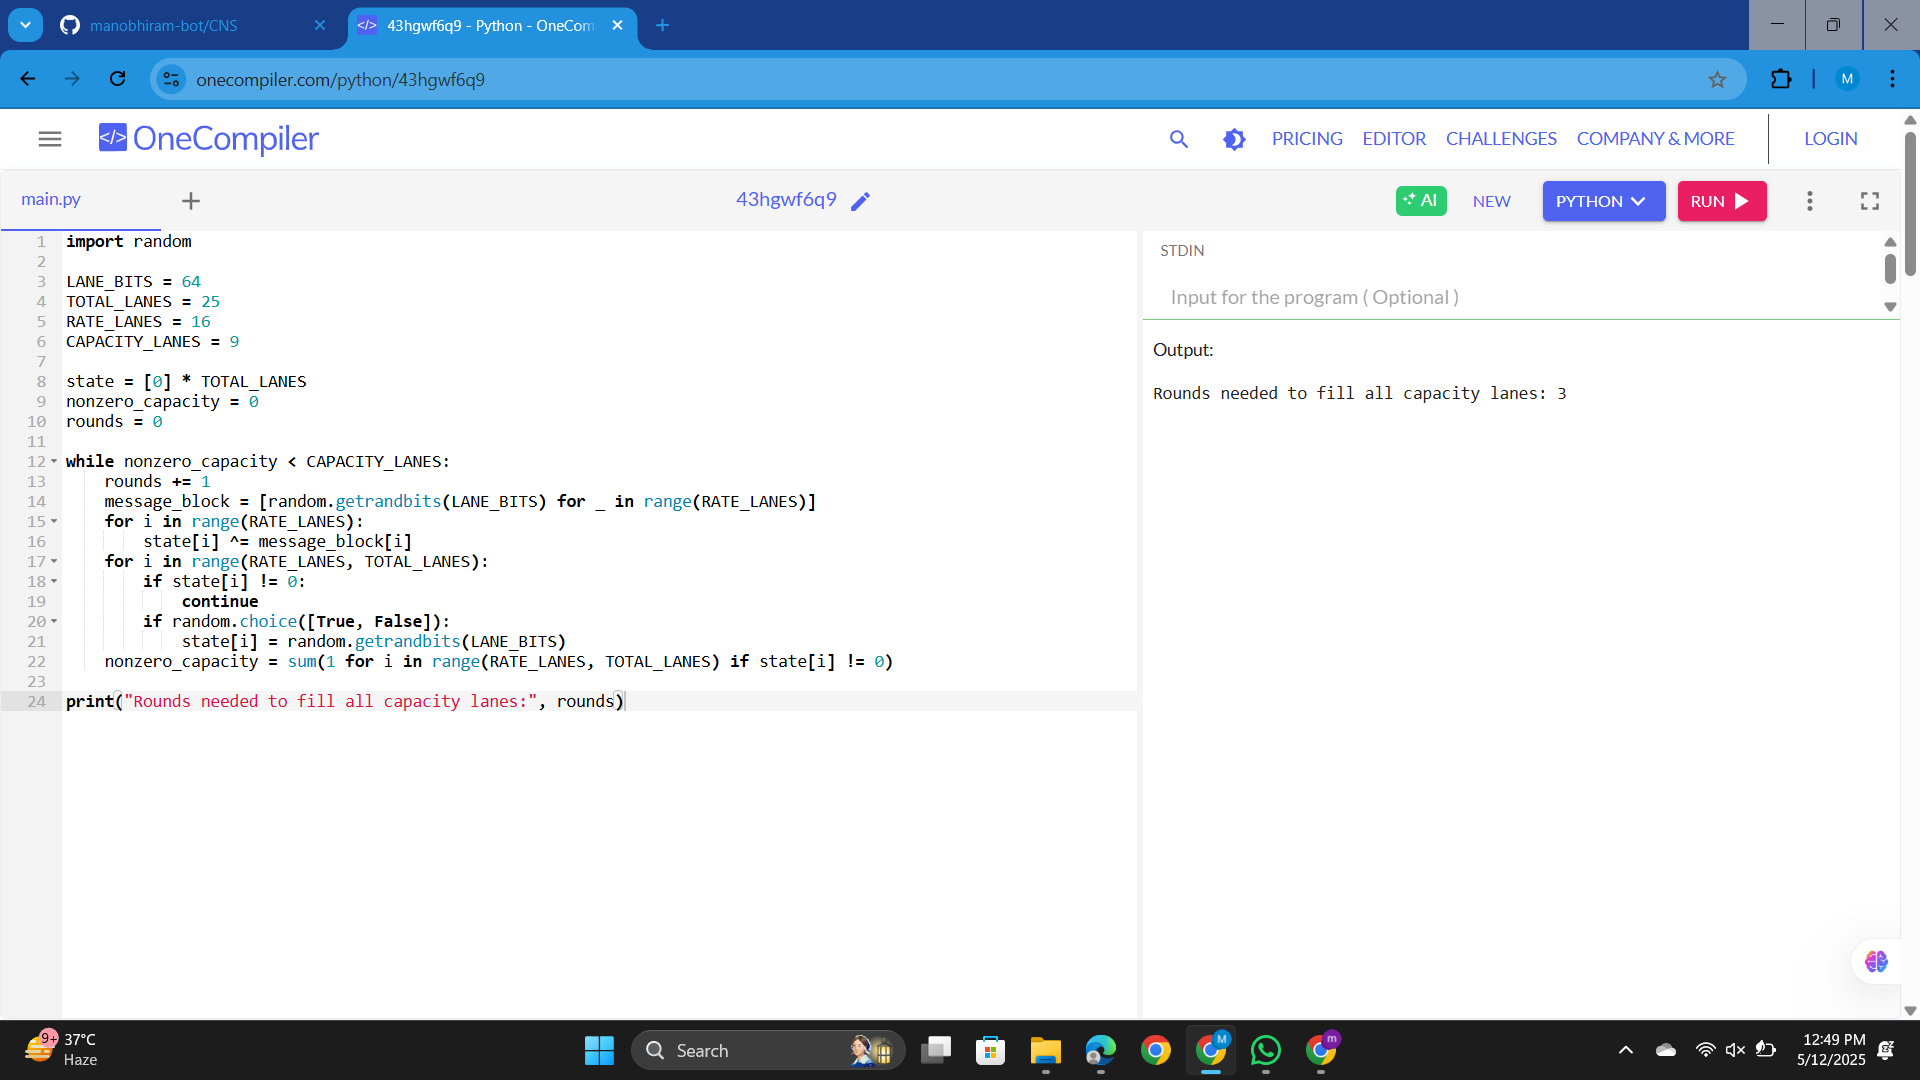 manobhiram-bot/CNS
43hgwf6q9 - Python - OneCom
onecompiler.com/python/43hgwf6q9
M
</> OneCompiler
PRICING EDITOR CHALLENGES COMPANY & MORE LOGIN
main.py
43hgwf6q9
AI NEW PYTHON RUN
1 import random
2
3 LANE_BITS = 64
4 TOTAL_LANES = 25
5 RATE_LANES = 16
6 CAPACITY_LANES = 9
7
8 state = [0] * TOTAL_LANES
9 nonzero_capacity = 0
10 rounds = 0
11
12 while nonzero_capacity < CAPACITY_LANES:
13     rounds += 1
14     message_block = [random.getrandbits(LANE_BITS) for _ in range(RATE_LANES)]
15     for i in range(RATE_LANES):
16         state[i] ^= message_block[i]
17     for i in range(RATE_LANES, TOTAL_LANES):
18         if state[i] != 0:
19             continue
20         if random.choice([True, False]):
21             state[i] = random.getrandbits(LANE_BITS)
22     nonzero_capacity = sum(1 for i in range(RATE_LANES, TOTAL_LANES) if state[i] != 0)
23
24 print("Rounds needed to fill all capacity lanes:", rounds)
STDIN
Input for the program ( Optional )
Output:
Rounds needed to fill all capacity lanes: 3
9+
37°C
Haze
Search
M
m
12:49 PM
5/12/2025